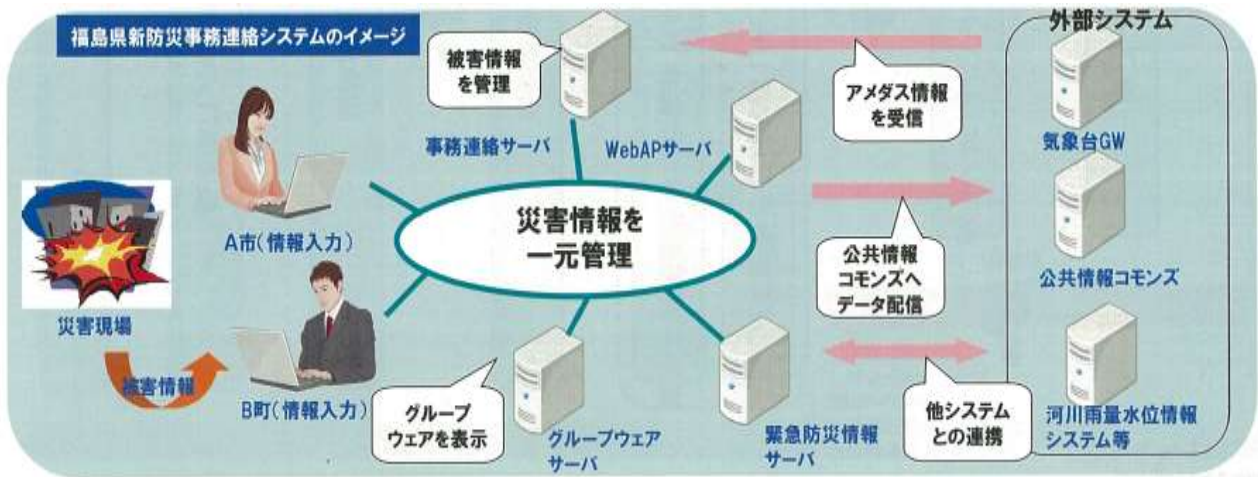 福島県新防災事務連絡システムのイメージ
外部システム
被害情報
を管理
アメダス情報
を受信
事務連絡サーバ
WebAPサーバ
気象台GW
災害情報を
一元管理
A市(情報入力)
公共情報
コモンズへ
データ配信
公共情報コモンズ
災害現場
被害情報
B町(情報入力)
グループ
ウェアを表示
グループウェア
サーバ
緊急防災情報
サーバ
他システム
との連携
河川雨量水位情報
システム等